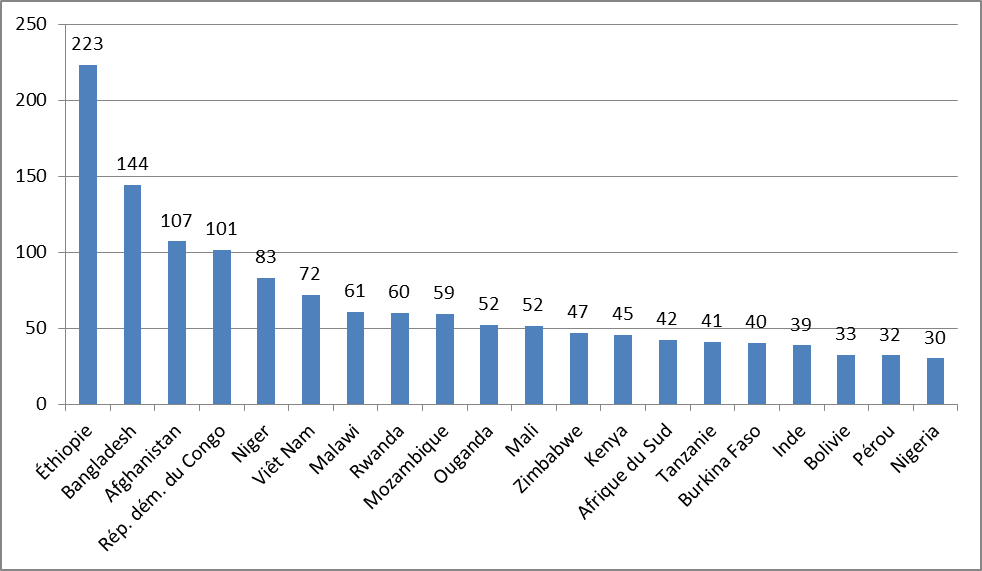 250
200
150
100
50
0
223
144
107
101
83
72
61
60
59
52
52
47
45
42
41
40
39
33
32
30
Éthiopie
Bangladesh
Afghanistan
Rép. dém. du Congo
Niger
Viêt Nam
Malawi
Rwanda
Mozambique
Ouganda
Mali
Zimbabwe
Kenya
Afrique du Sud
Tanzanie
Burkina Faso
Inde
Bolivie
Pérou
Nigeria